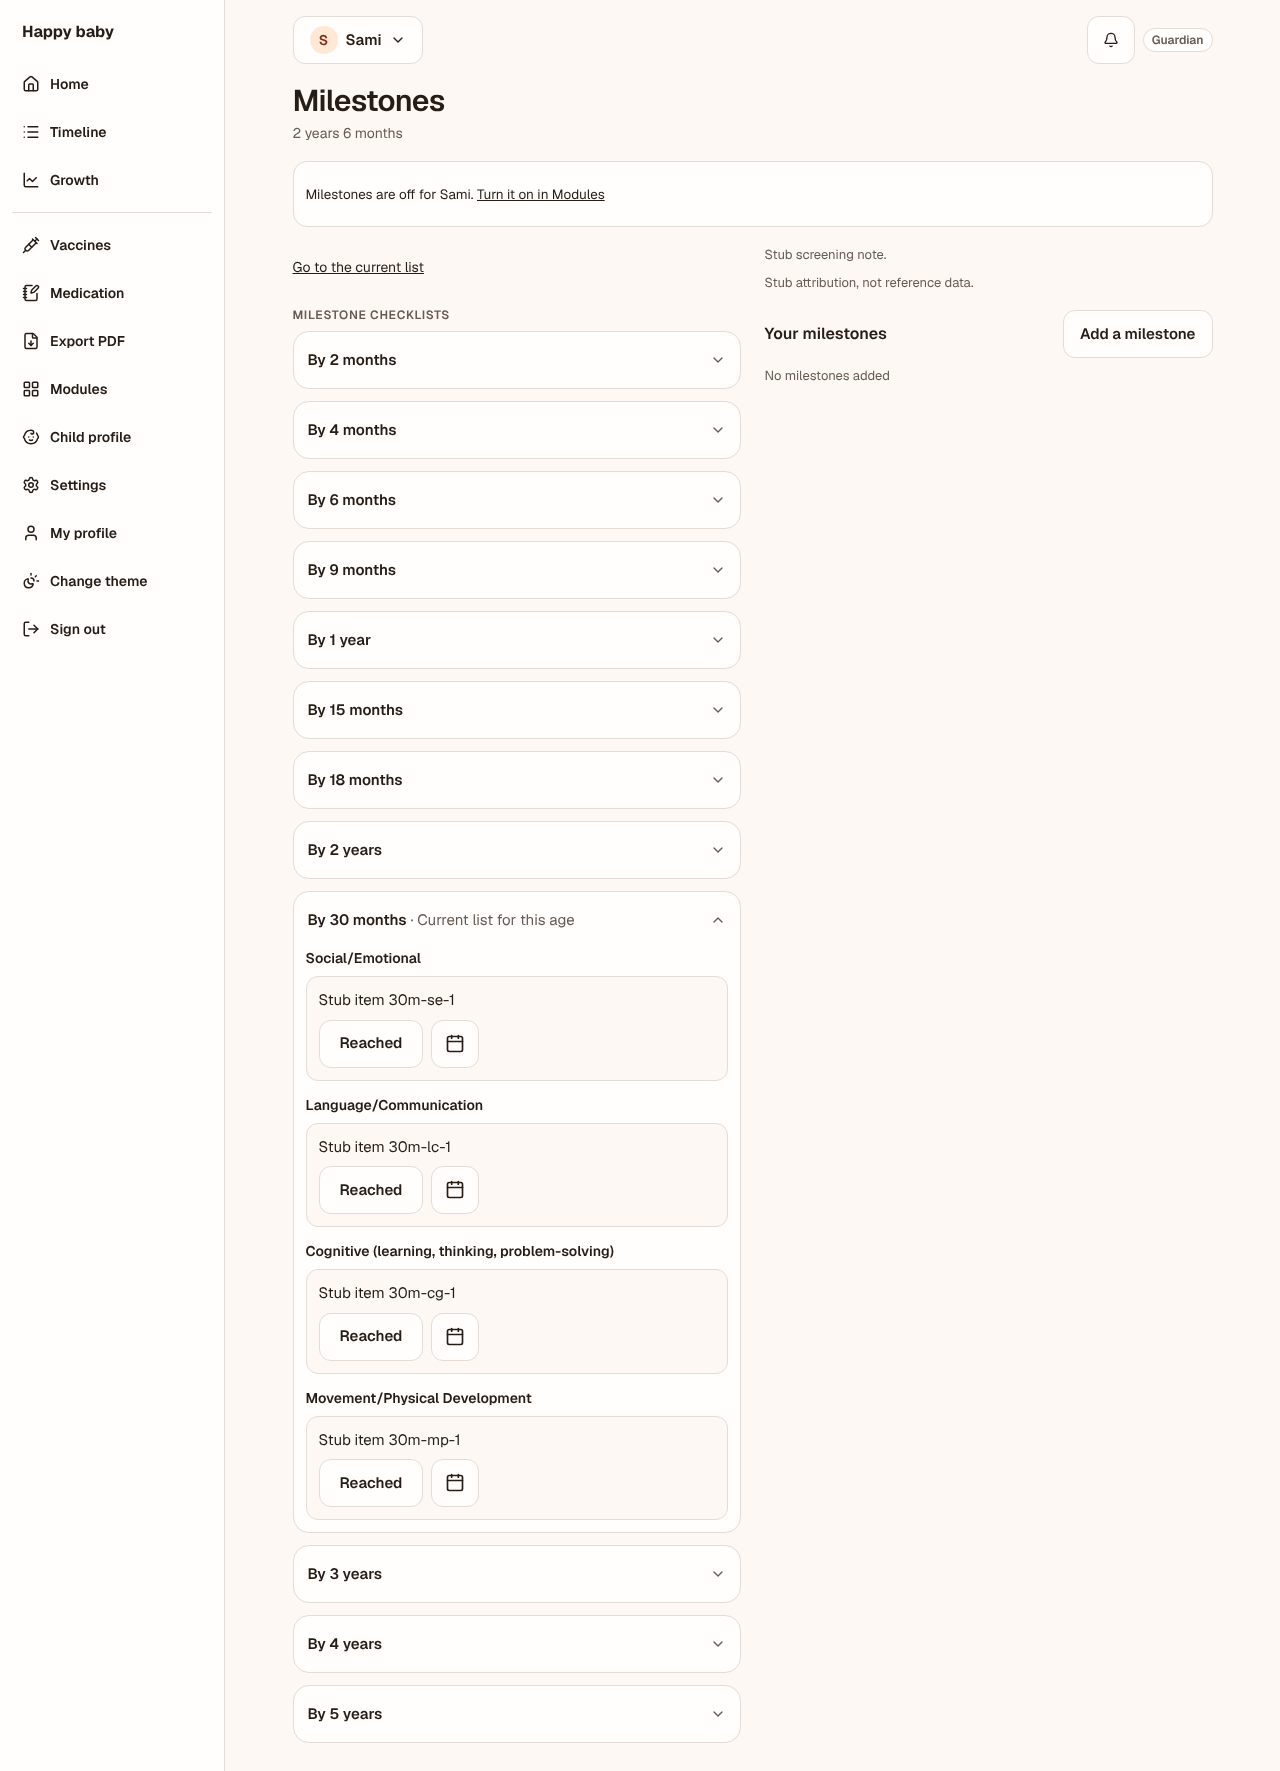 Happy baby
Home
Timeline
Growth
Vaccines
Medication
Export PDF
Modules
Child profile
Settings
My profile
Change theme
Sign out
S Sami
Guardian
Milestones
2 years 6 months
Milestones are off for Sami. Turn it on in Modules
Go to the current list
MILESTONE CHECKLISTS
By 2 months
By 4 months
By 6 months
By 9 months
By 1 year
By 15 months
By 18 months
By 2 years
By 30 months · Current list for this age
Social/Emotional
Stub item 30m-se-1
Reached
Language/Communication
Stub item 30m-lc-1
Reached
Cognitive (learning, thinking, problem-solving)
Stub item 30m-cg-1
Reached
Movement/Physical Development
Stub item 30m-mp-1
Reached
By 3 years
By 4 years
By 5 years
Stub screening note.
Stub attribution, not reference data.
Your milestones
Add a milestone
No milestones added